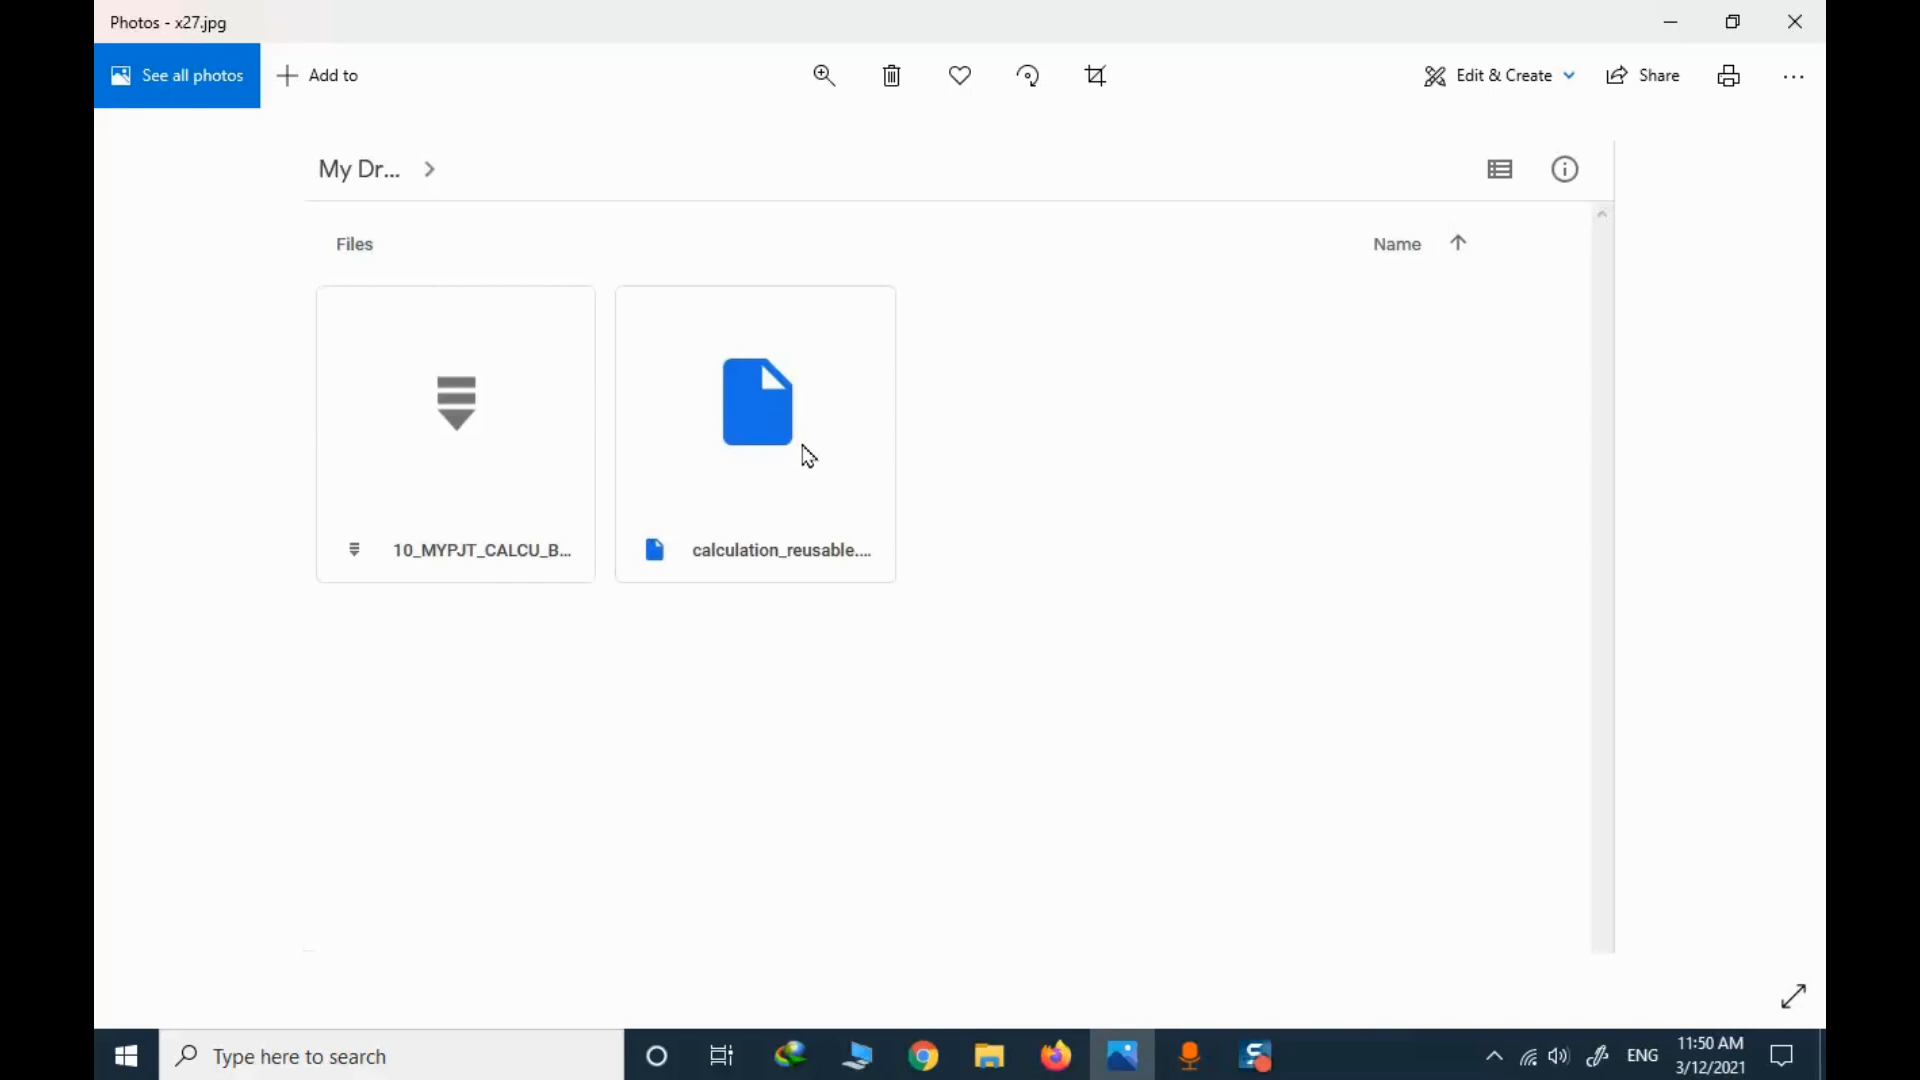 Photos - x27.jpg
See all photos
Add to
Edit & Create
Share
My Dr...
Files
Name
10_MYPJT_CALCU_B...
calculation_reusable....
Type here to search
ENG
11:50 AM
3/12/2021